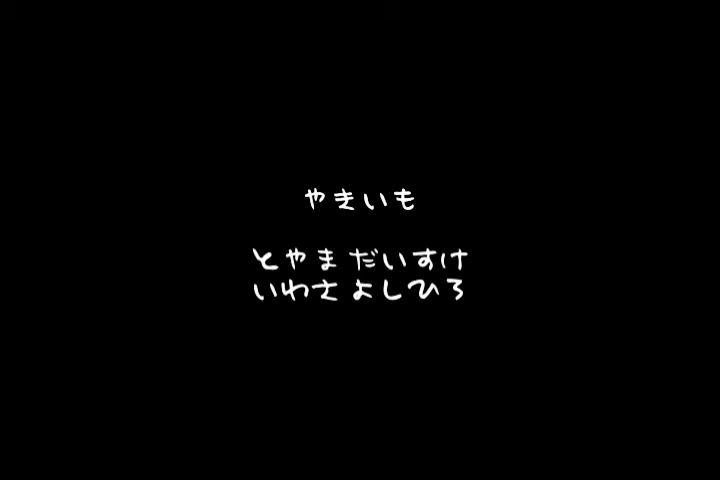 やきいも
とやま だいすけ
いわさ よしひろ